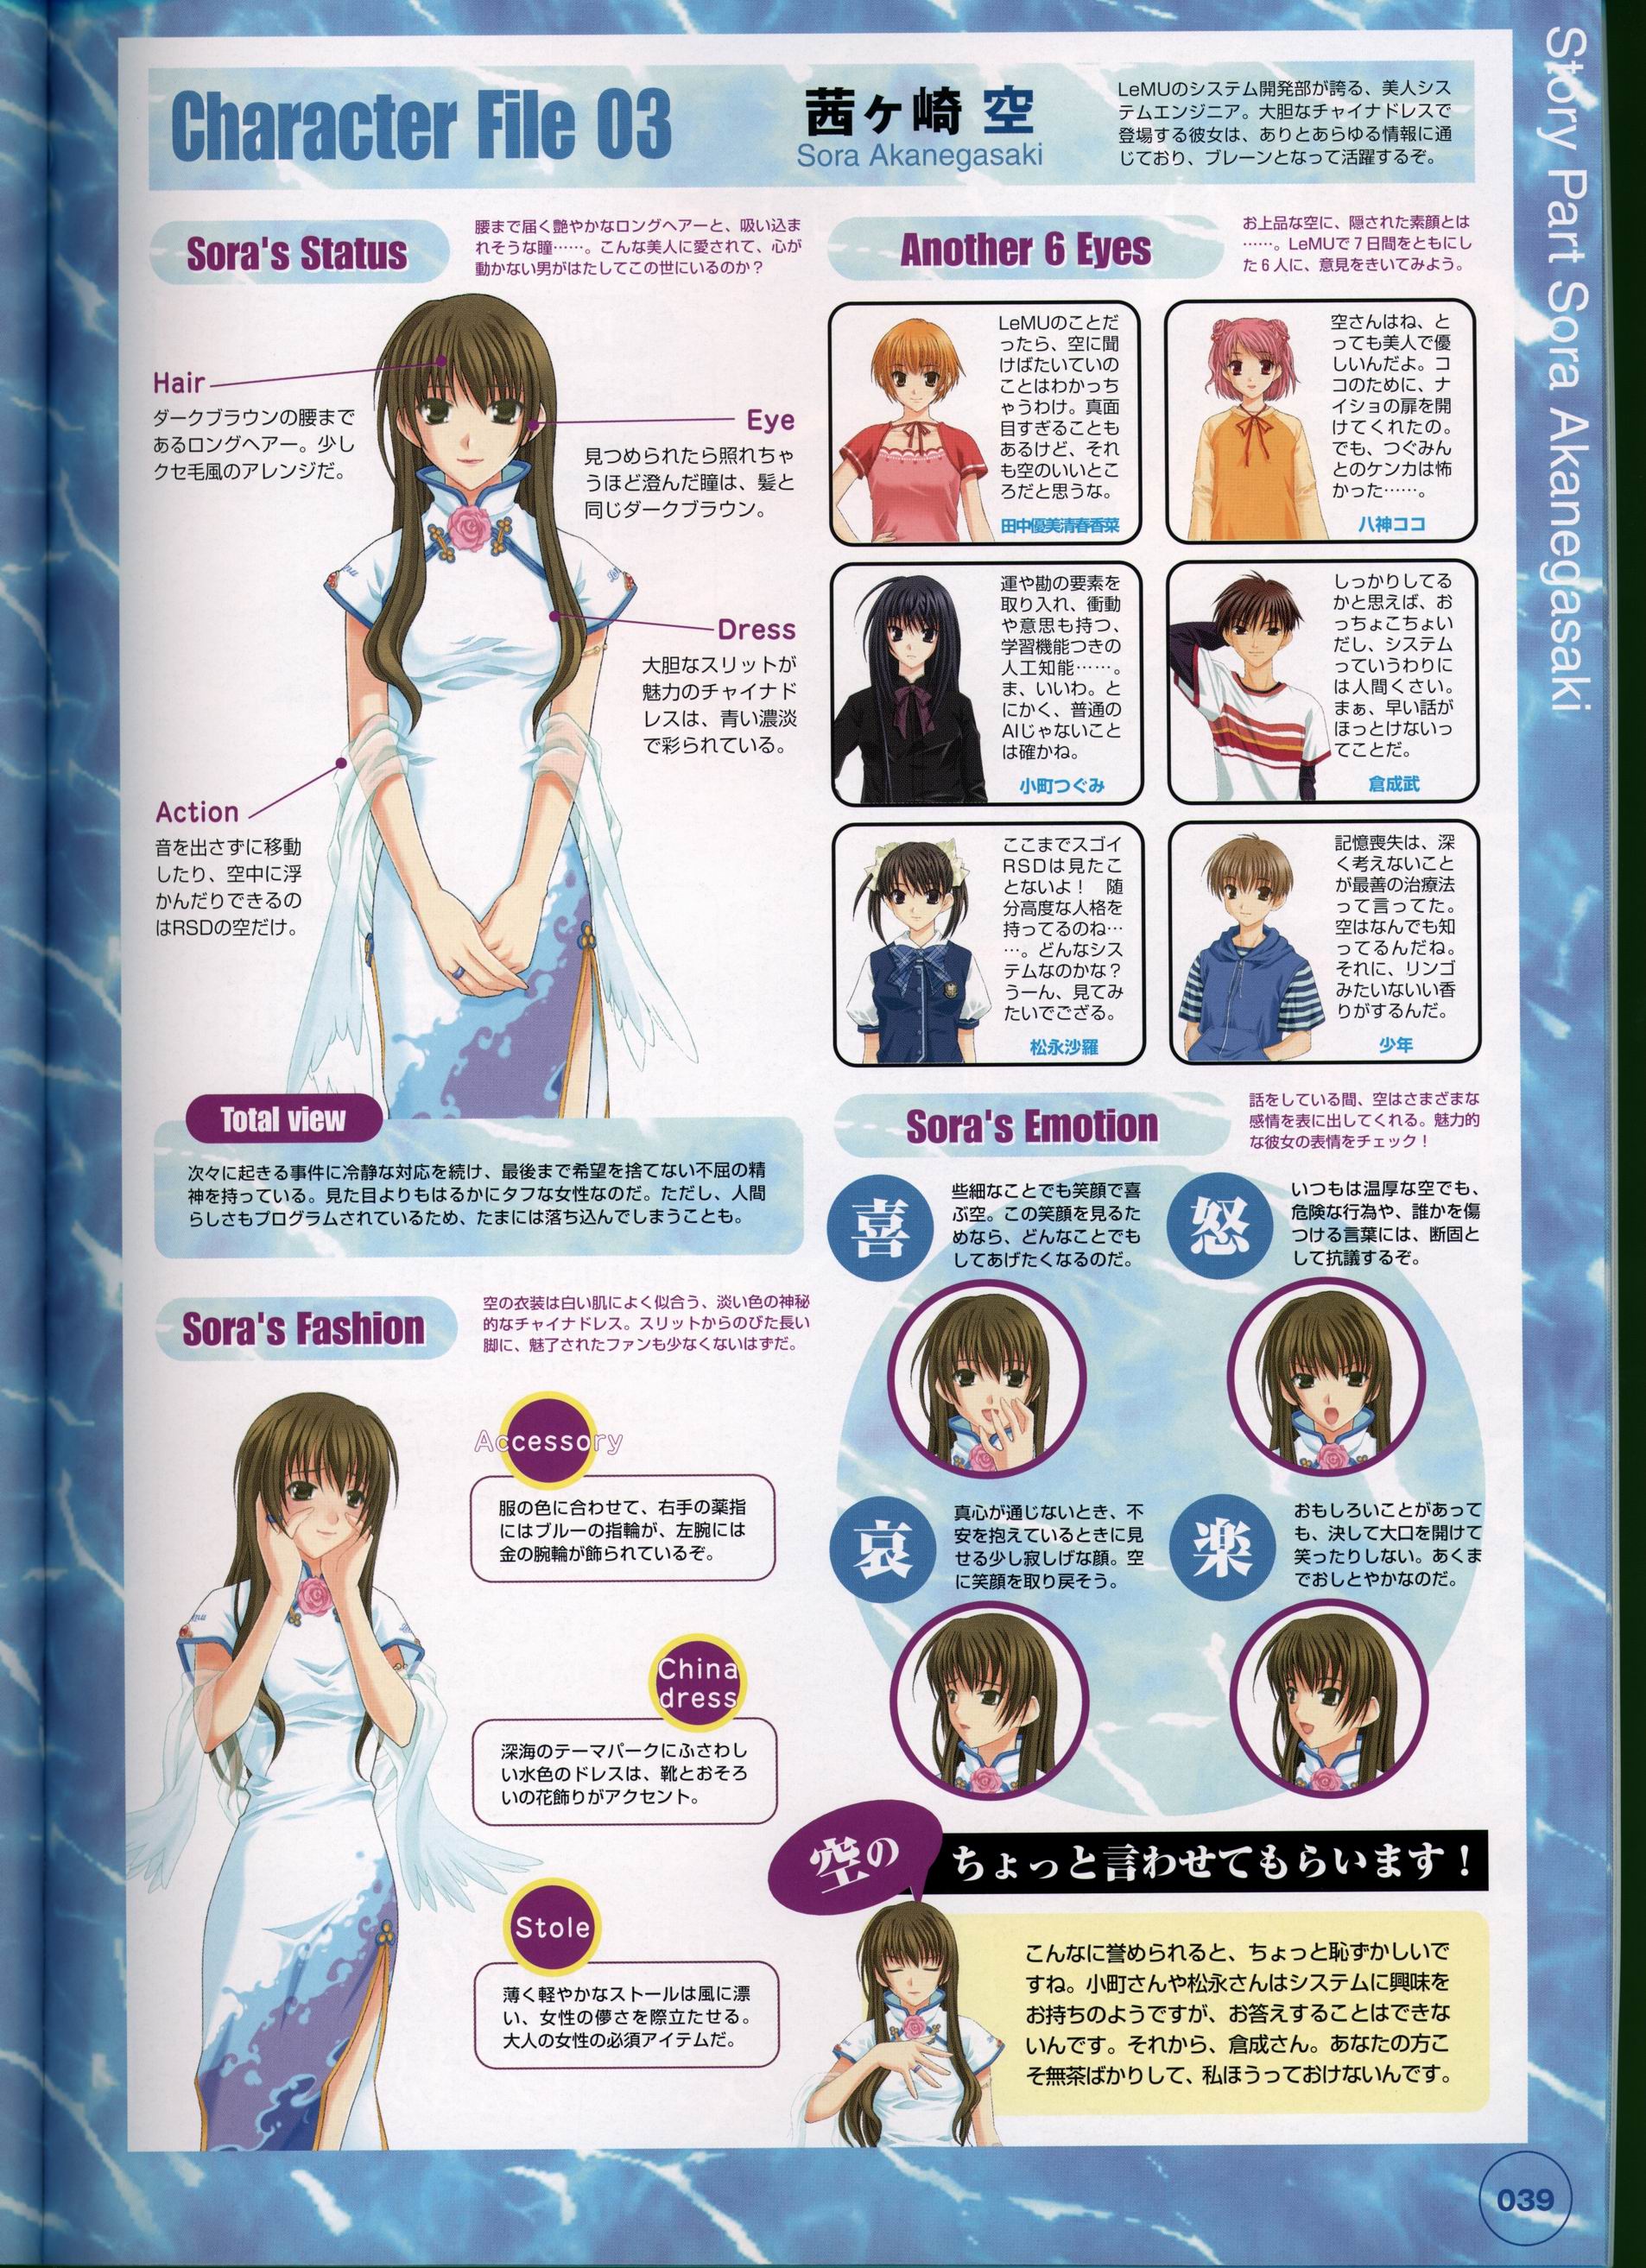 Character File 03
茜ヶ崎 空
Sora Akanegasaki
LeMUのシステム開発部が誇る、美人シス
テムエンジニア。大胆なチャイナドレスで
登場する彼女は、ありとあらゆる情報に通
じており、ブレーンとなって活躍するぞ。
Story Part Sora Akanegasaki
Sora's Status
腰まで届く艶やかなロングヘアーと、吸い込ま
れそうな瞳……。こんな美人に愛されて、心が
動かない男がはたしてこの世にいるのか？
Hair
ダークブラウンの腰まで
あるロングヘアー。少し
クセ毛風のアレンジだ。
Eye
見つめられたら照れちゃ
うほど澄んだ瞳は、髪と
同じダークブラウン。
Dress
大胆なスリットが
魅力のチャイナド
レスは、青い濃淡
で彩られている。
Action
音を出さずに移動
したり、空中に浮
かんだりできるの
はRSDの空だけ。
Total view
次々に起きる事件に冷静な対応を続け、最後まで希望を捨てない不屈の精
神を持っている。見た目よりもはるかにタフな女性なのだ。ただし、人間
らしさもプログラムされているため、たまには落ち込んでしまうことも。
Sora's Fashion
空の衣装は白い肌によく似合う、淡い色の神秘
的なチャイナドレス。スリットからのびた長い
脚に、魅了されたファンも少なくないはずだ。
Accessory
服の色に合わせて、右手の薬指
にはブルーの指輪が、左腕には
金の腕輪が飾られているぞ。
China
dress
深海のテーマパークにふさわし
い水色のドレスは、靴とおそろ
いの花飾りがアクセント。
Stole
薄く軽やかなストールは風に漂
い、女性の儚さを際立たせる。
大人の女性の必須アイテムだ。
Another 6 Eyes
お上品な空に、隠された素顔とは
……。LeMUで７日間をともにし
た６人に、意見をきいてみよう。
LeMUのことだ
ったら、空に聞
けばたいていの
ことはわかっち
ゃうわけ。真面
目すぎることも
あるけど、それ
も空のいいとこ
ろだと思うな。
田中優美清春香菜
空さんはね、と
っても美人で優
しいんだよ。コ
コのために、ナ
イショの扉を開
けてくれたの。
でも、つぐみん
とのケンカは怖
かった……。
八神ココ
運や勘の要素を
取り入れ、衝動
や意思も持つ、
学習機能つきの
人工知能……。
ま、いいわ。と
にかく、普通の
AIじゃないこと
は確かね。
小町つぐみ
しっかりしてる
かと思えば、お
っちょこちょい
だし、システム
っていうわりに
は人間くさい。
まぁ、早い話が
ほっとけないっ
てことだ。
倉成武
ここまでスゴイ
RSDは見たこ
とないよ！　随
分高度な人格を
持ってるのね…
…。どんなシス
テムなのかな？
うーん、見てみ
たいでござる。
松永沙羅
記憶喪失は、深
く考えないこと
が最善の治療法
って言ってた。
空はなんでも知
ってるんだね。
それに、リンゴ
みたいないい香
りがするんだ。
少年
Sora's Emotion
話をしている間、空はさまざまな
感情を表に出してくれる。魅力的
な彼女の表情をチェック！
喜
些細なことでも笑顔で喜
ぶ空。この笑顔を見るた
めなら、どんなことでも
してあげたくなるのだ。
怒
いつもは温厚な空でも、
危険な行為や、誰かを傷
つける言葉には、断固と
して抗議するぞ。
哀
真心が通じないとき、不
安を抱えているときに見
せる少し寂しげな顔。空
に笑顔を取り戻そう。
楽
おもしろいことがあって
も、決して大口を開けて
笑ったりしない。あくま
でおしとやかなのだ。
空の
ちょっと言わせてもらいます！
こんなに誉められると、ちょっと恥ずかしいで
すね。小町さんや松永さんはシステムに興味を
お持ちのようですが、お答えすることはできな
いんです。それから、倉成さん。あなたの方こ
そ無茶ばかりして、私ほうっておけないんです。
039